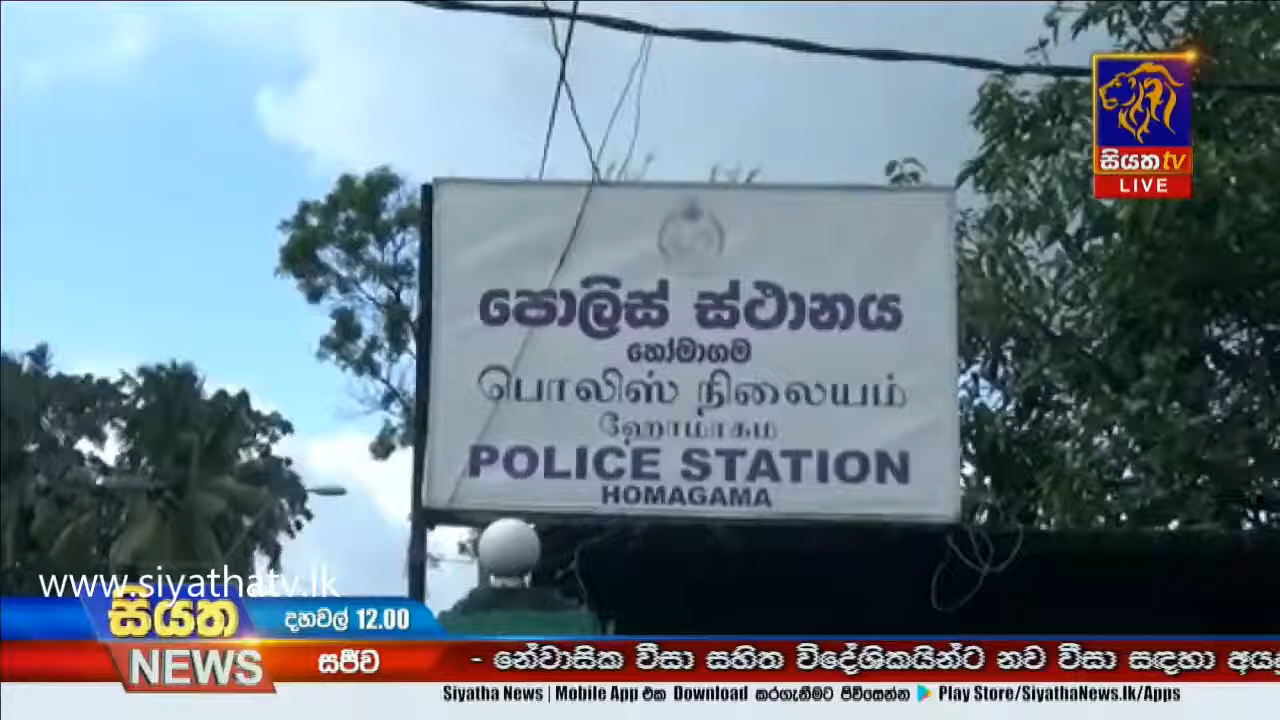 සියත tv
LIVE
පොලිස් ස්ථානය
හෝමාගම
பொலிஸ் நிலையம்
ஹோமாகம
POLICE STATION
HOMAGAMA
www.siyathatv.lk
සියත
දහවල් 12.00
NEWS
සජීව
- නේවාසික වීසා සහිත විදේශිකයින්ට නව වීසා සඳහා
Siyatha News | Mobile App එක Download කරගැනීමට පිවිසෙන්න Play Store/SiyathaNews.lk/Apps